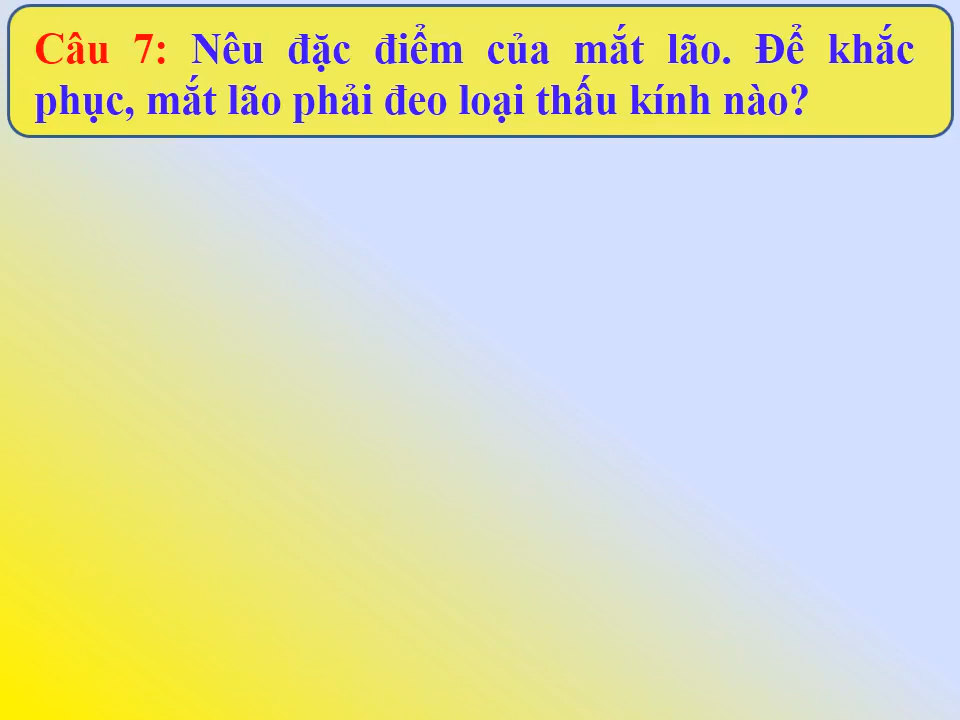 Câu 7: Nêu đặc điểm của mắt lão. Để khắc
phục, mắt lão phải đeo loại thấu kính nào?